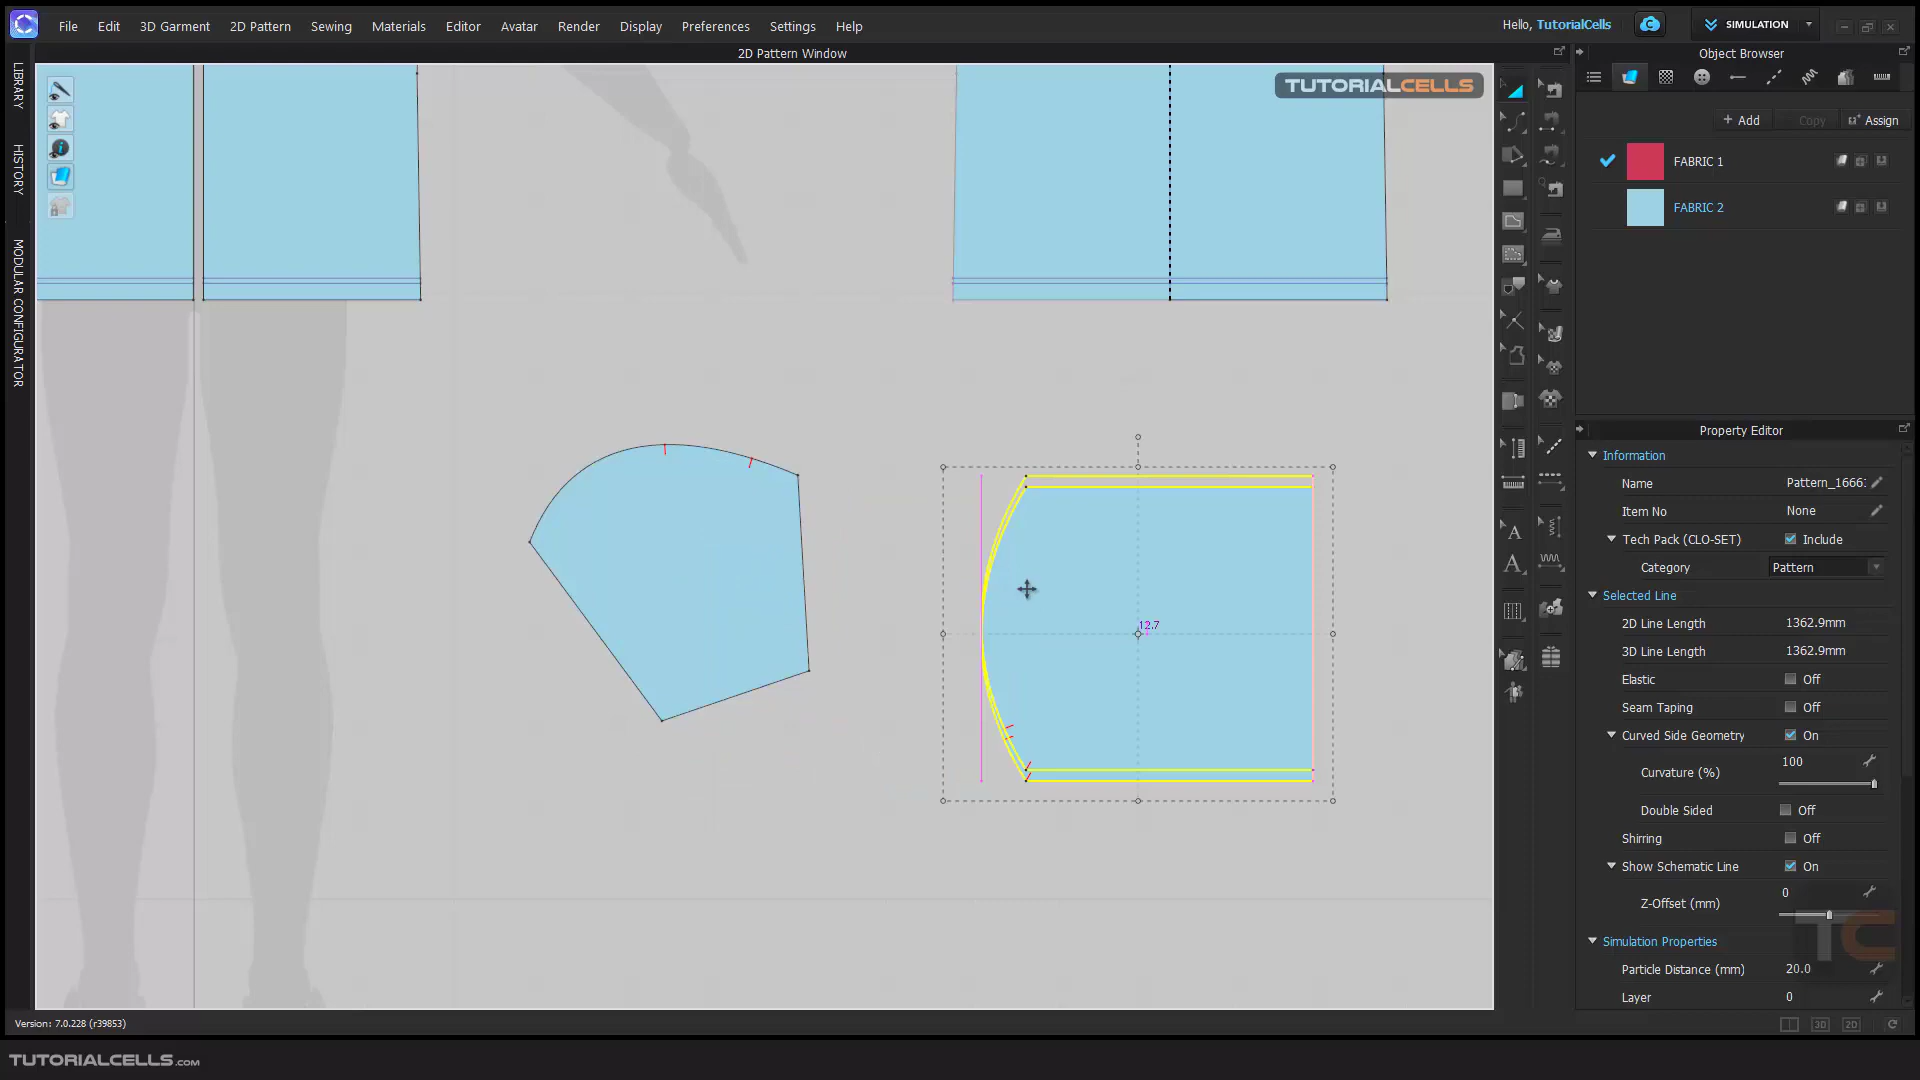 File Edit 3D Garment 2D Pattern Sewing Materials Editor Avatar Render Display Preferences Settings Help
Hello, TutorialCells
SIMULATION
2D Pattern Window
Object Browser
LIBRARY
HISTORY
MODULAR CONFIGURATOR
TUTORIALCELLS
+ Add
Copy
Assign
FABRIC 1
FABRIC 2
12.7
Property Editor
Information
Name Pattern_1666
Item No None
Tech Pack (CLO-SET) Include
Category Pattern
Selected Line
2D Line Length 1362.9mm
3D Line Length 1362.9mm
Elastic Off
Seam Taping Off
Curved Side Geometry On
Curvature (%) 100
Double Sided Off
Shirring Off
Show Schematic Line On
Z-Offset (mm) 0
Simulation Properties
Particle Distance (mm) 20.0
Layer 0
TC
Version: 7.0.228 (r39853)
3D 2D
TUTORIALCELLS.com